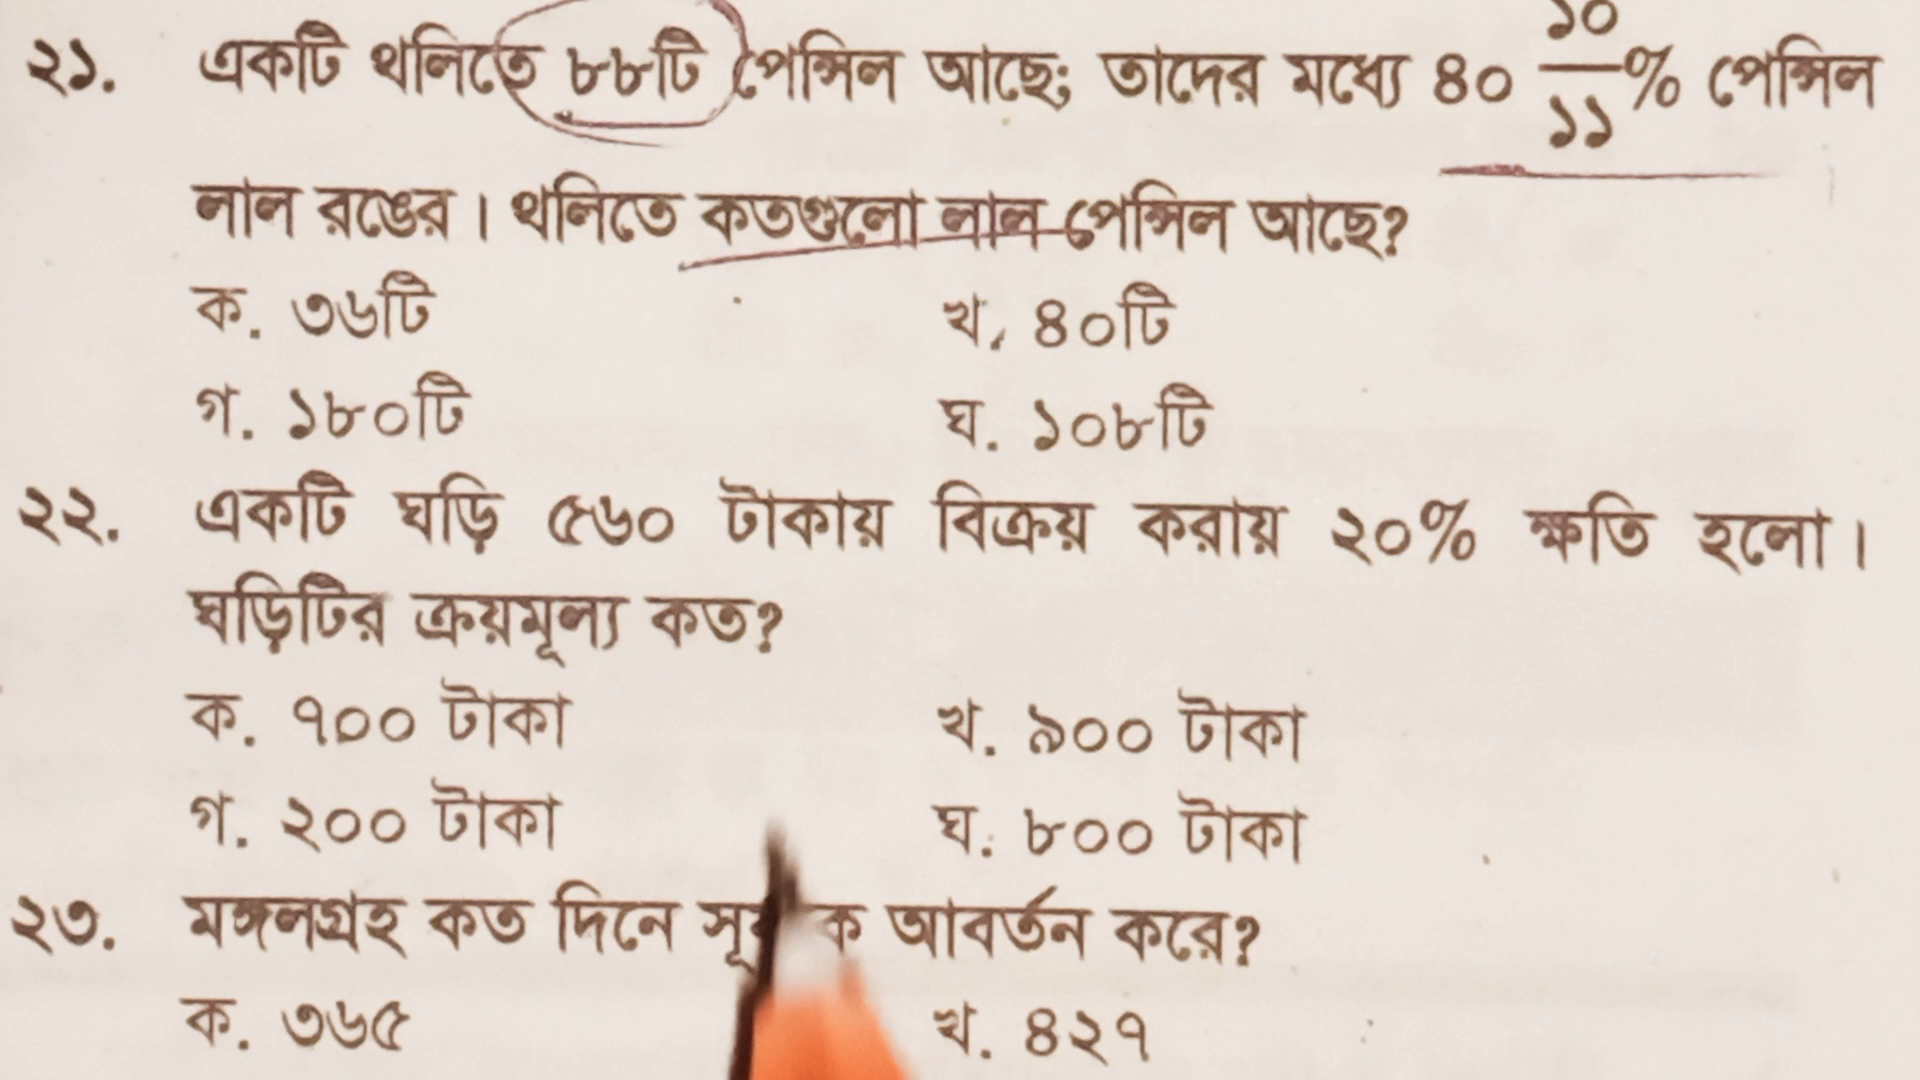 ২১. একটি থলিতে ৮৮টি পেন্সিল আছে; তাদের মধ্যে ৪০ ১০/১১% পেন্সিল
লাল রঙের। থলিতে কতগুলো লাল পেন্সিল আছে?
ক. ৩৬টি খ. ৪০টি
গ. ১৮০টি ঘ. ১০৮টি
২২. একটি ঘড়ি ৫৬০ টাকায় বিক্রয় করায় ২০% ক্ষতি হলো।
ঘড়িটির ক্রয়মূল্য কত?
ক. ৭০০ টাকা খ. ৯০০ টাকা
গ. ২০০ টাকা ঘ. ৮০০ টাকা
২৩. মঙ্গলগ্রহ কত দিনে আবর্তন করে?
ক. ৩৬৫ খ. ৪২৭